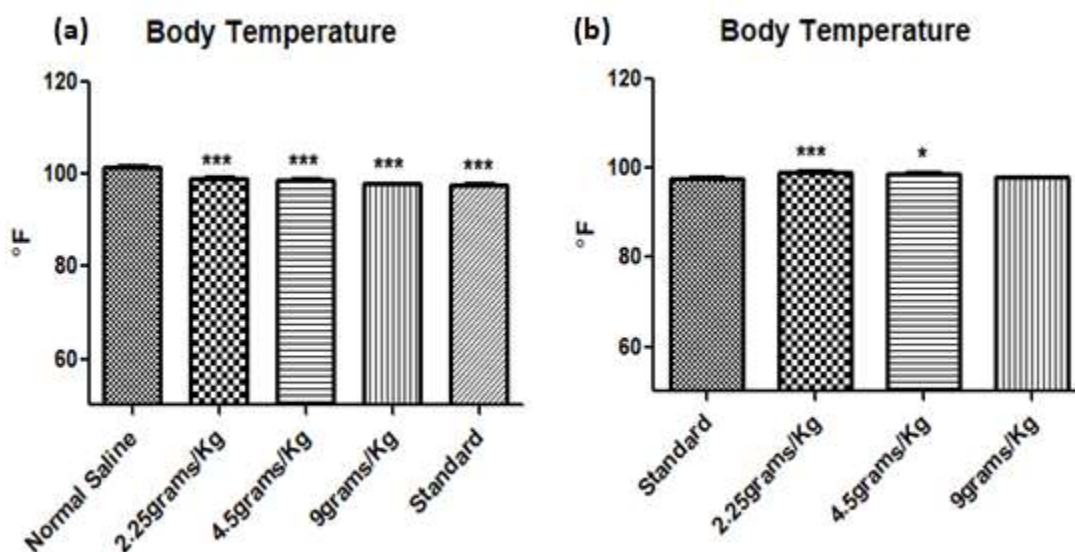 (a) Body Temperature
120
100
80
60
°F
*** *** *** ***
Normal Saline
2.25grams/Kg
4.5grams/Kg
9grams/Kg
Standard
(b) Body Temperature
120
100
80
60
°F
*** *
Standard
2.25grams/Kg
4.5grams/Kg
9grams/Kg